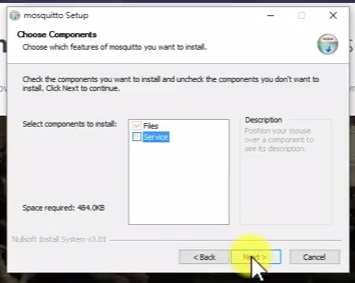 mosquitto Setup
Choose Components
Choose which features of mosquitto you want to install.
Check the components you want to install and uncheck the components you don't want to
install. Click Next to continue.
Select components to install:
Files
Service
Description
Position your mouse
over a component to
see its description.
Space required: 484.0KB
Nullsoft Install System v3.01
< Back
Next >
Cancel